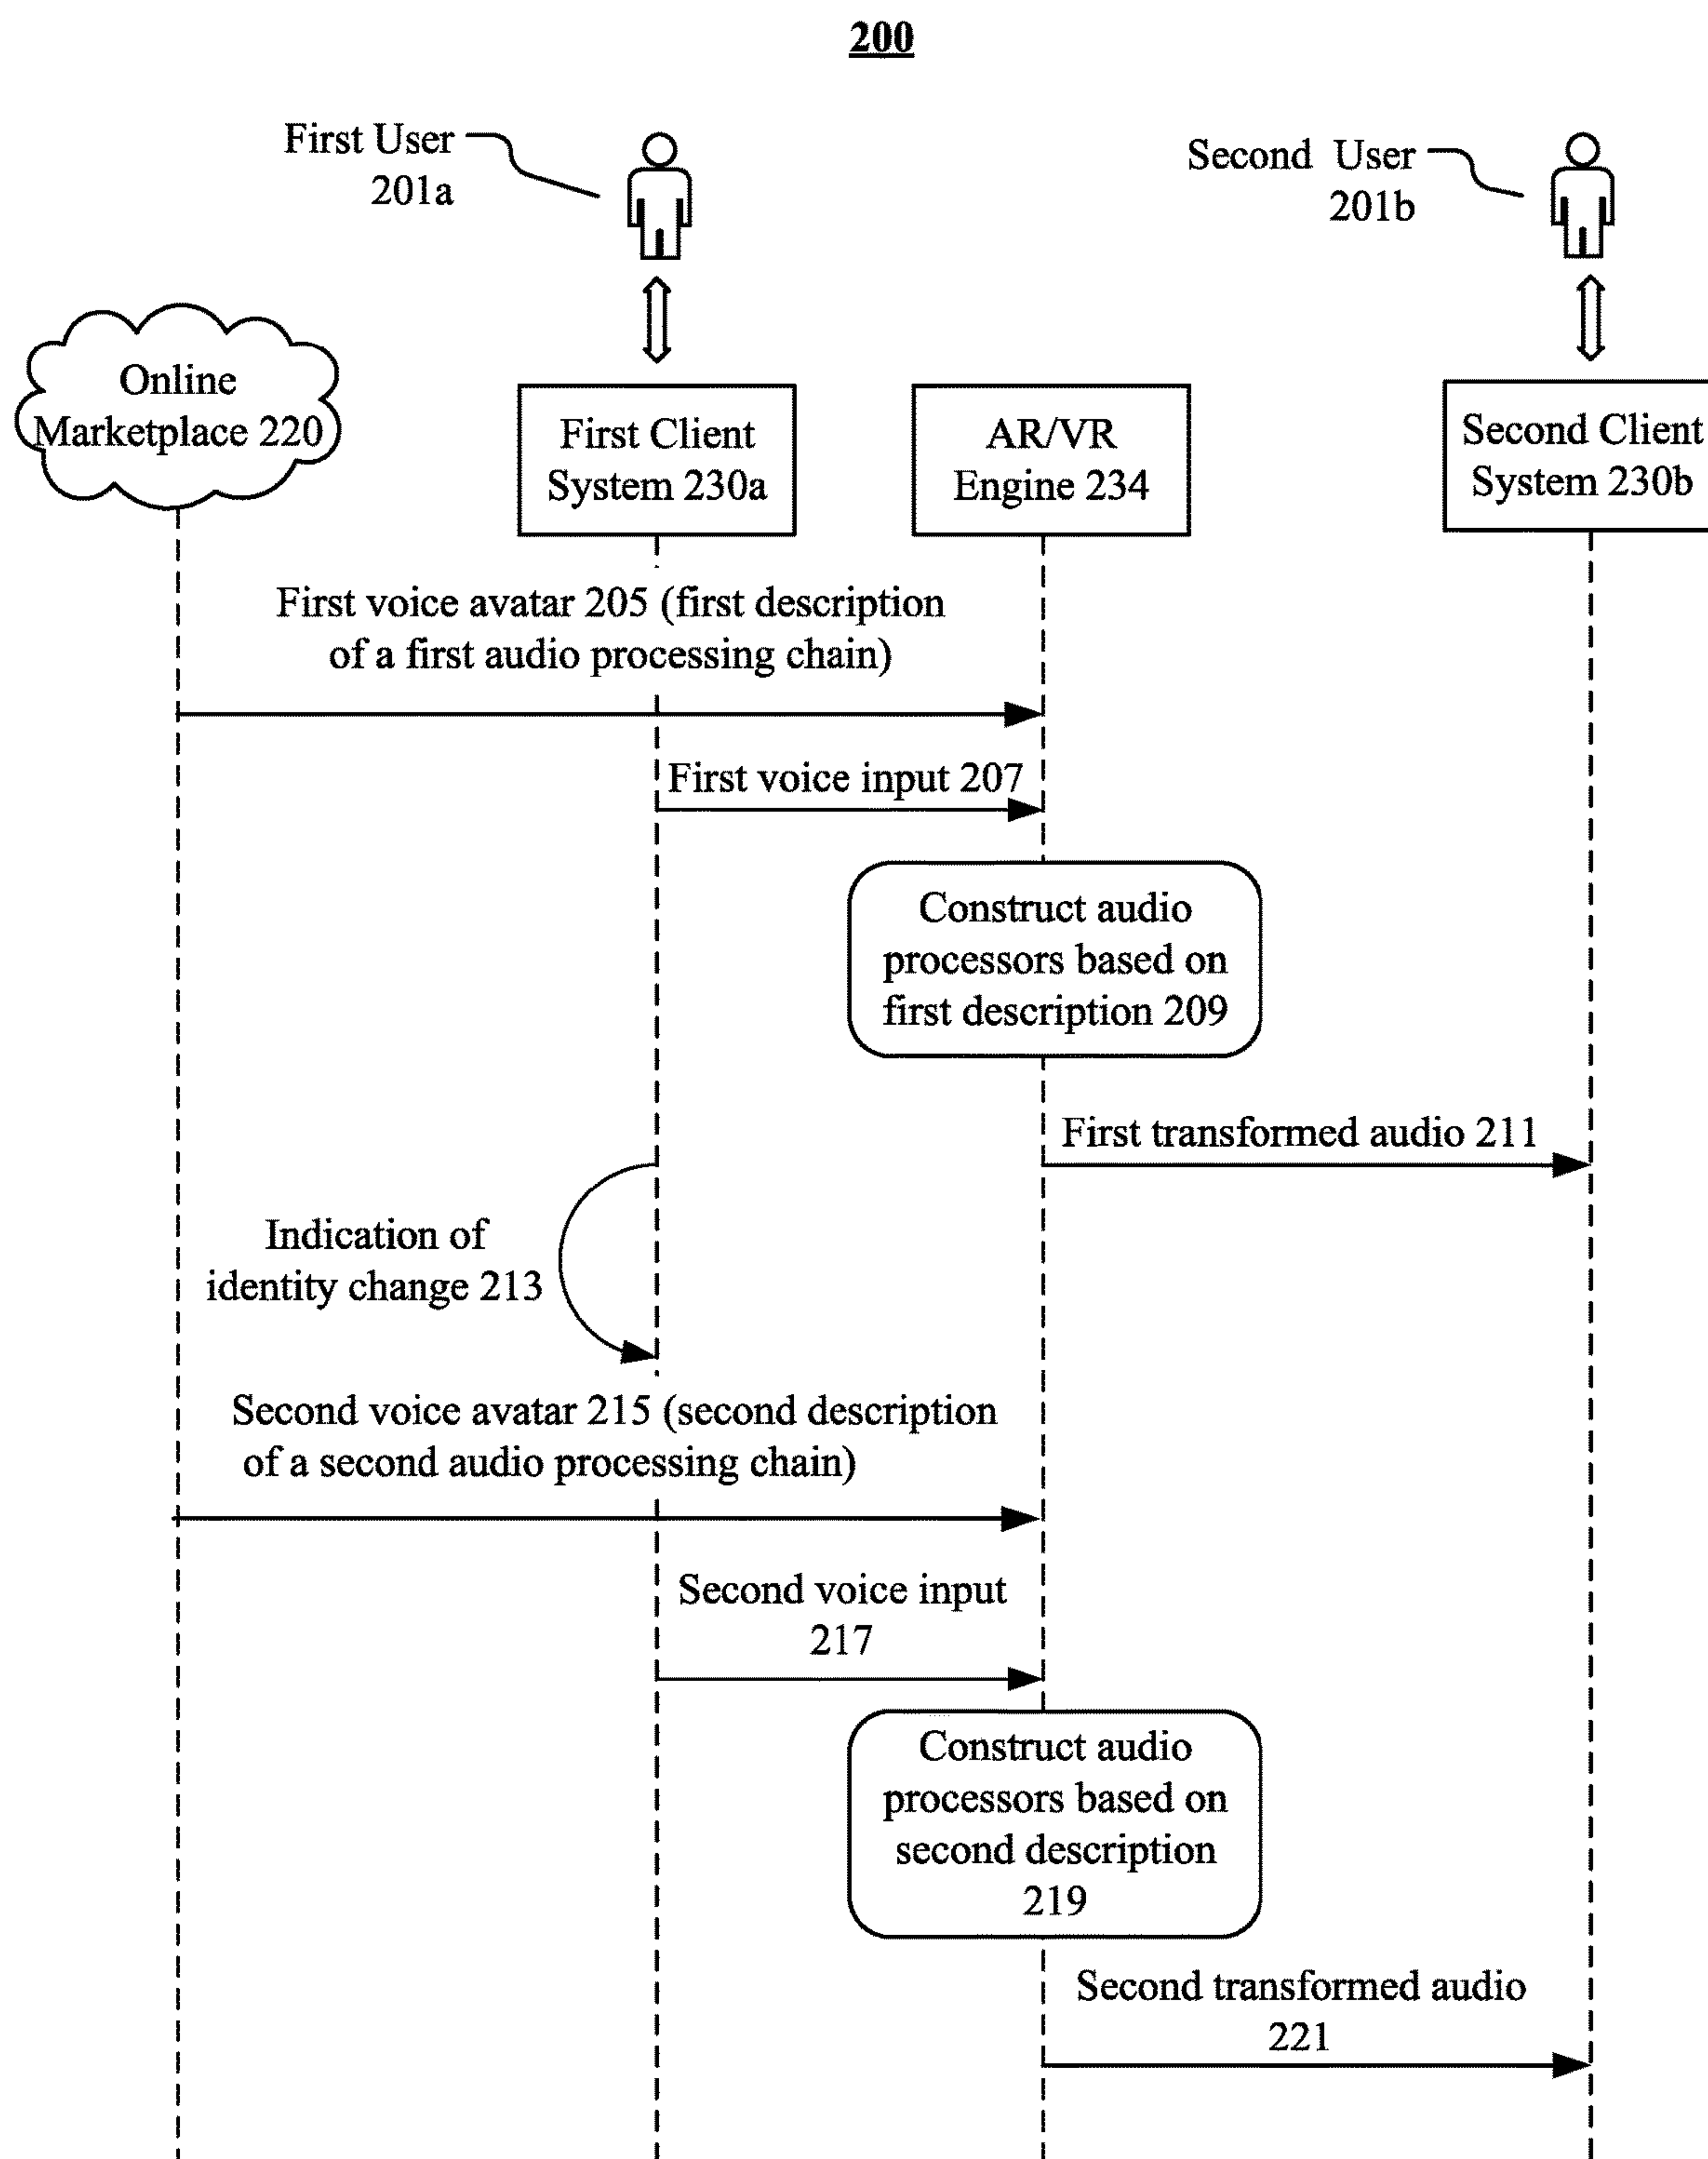 200
First User
201a
Second User
201b
Online
Marketplace 220
First Client
System 230a
AR/VR
Engine 234
Second Client
System 230b
First voice avatar 205 (first description
of a first audio processing chain)
First voice input 207
Construct audio
processors based on
first description 209
First transformed audio 211
Indication of
identity change 213
Second voice avatar 215 (second description
of a second audio processing chain)
Second voice input
217
Construct audio
processors based on
second description
219
Second transformed audio
221